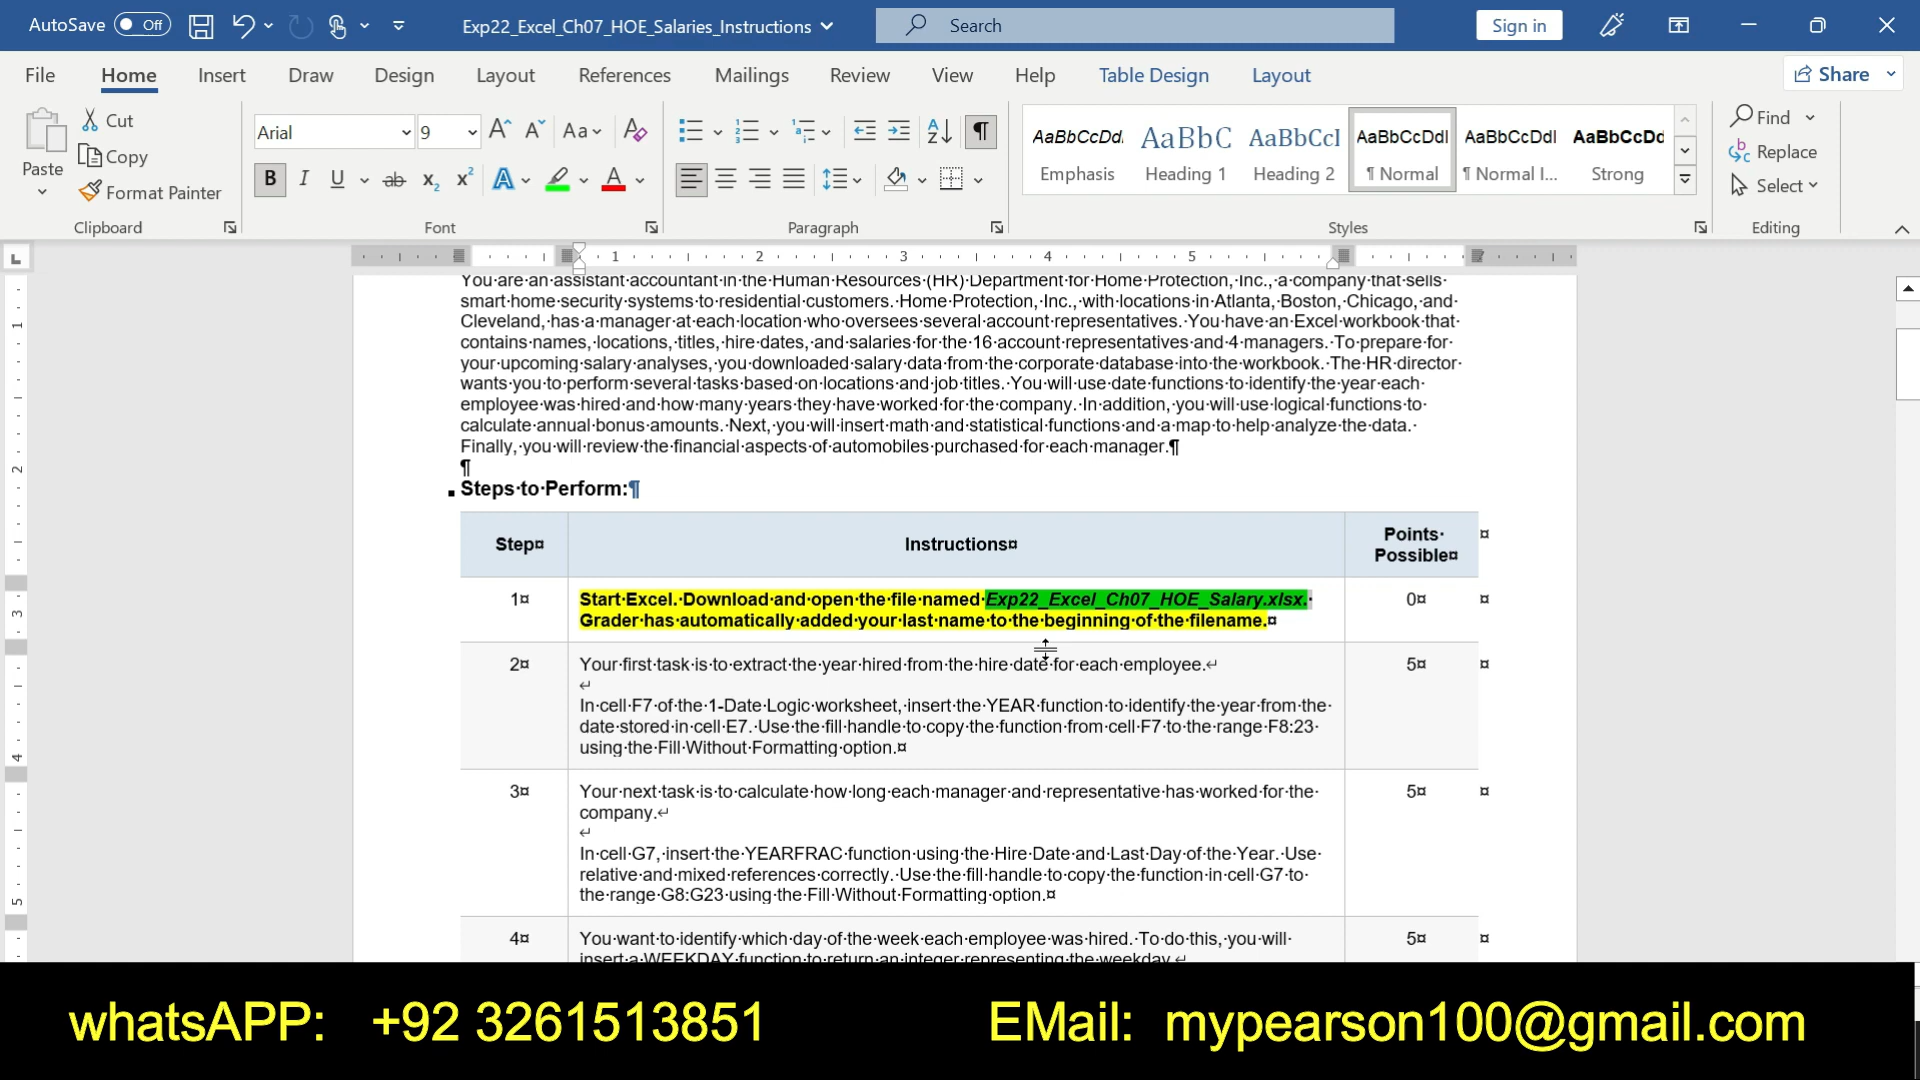 AutoSave Off Exp22_Excel_Ch07_HOE_Salaries_Instructions Search Sign in
File Home Insert Draw Design Layout References Mailings Review View Help Table Design Layout Share
Paste Cut Copy Format Painter
Clipboard
Arial 9
Font
Paragraph
AaBbCcDd AaBbC AaBbCcI AaBbCcDdI AaBbCcDdI AaBbCcDd
Emphasis Heading 1 Heading 2 ¶ Normal ¶ Normal I... Strong
Styles
Find
Replace
Select
Editing
1 2 3 4 5
You·are·an·assistant·accountant·in·the·Human·Resources·(HR)·Department·for·Home·Protection,·Inc.,·a·company·that·sells·
smart·home·security·systems·to·residential·customers.·Home·Protection,·Inc.,·with·locations·in·Atlanta,·Boston,·Chicago,·and·
Cleveland,·has·a·manager·at·each·location·who·oversees·several·account·representatives.·You·have·an·Excel·workbook·that·
contains·names,·locations,·titles,·hire·dates,·and·salaries·for·the·16·account·representatives·and·4·managers.·To·prepare·for·
your·upcoming·salary·analyses,·you·downloaded·salary·data·from·the·corporate·database·into·the·workbook.·The·HR·director·
wants·you·to·perform·several·tasks·based·on·locations·and·job·titles.·You·will·use·date·functions·to·identify·the·year·each·
employee·was·hired·and·how·many·years·they·have·worked·for·the·company.·In·addition,·you·will·use·logical·functions·to·
calculate·annual·bonus·amounts.·Next,·you·will·insert·math·and·statistical·functions·and·a·map·to·help·analyze·the·data.·
Finally,·you·will·review·the·financial·aspects·of·automobiles·purchased·for·each·manager.¶
¶
Steps·to·Perform:¶
Step¤ Instructions¤ Points·
Possible¤ ¤
1¤ Start·Excel.·Download·and·open·the·file·named·Exp22_Excel_Ch07_HOE_Salary.xlsx.· 0¤ ¤
Grader·has·automatically·added·your·last·name·to·the·beginning·of·the·filename.¤
2¤ Your·first·task·is·to·extract·the·year·hired·from·the·hire·date·for·each·employee.↵ 5¤ ¤
↵
In·cell·F7·of·the·1-Date·Logic·worksheet,·insert·the·YEAR·function·to·identify·the·year·from·the·
date·stored·in·cell·E7.·Use·the·fill·handle·to·copy·the·function·from·cell·F7·to·the·range·F8:23·
using·the·Fill·Without·Formatting·option.¤
3¤ Your·next·task·is·to·calculate·how·long·each·manager·and·representative·has·worked·for·the· 5¤ ¤
company.↵
↵
In·cell·G7,·insert·the·YEARFRAC·function·using·the·Hire·Date·and·Last·Day·of·the·Year.·Use·
relative·and·mixed·references·correctly.·Use·the·fill·handle·to·copy·the·function·in·cell·G7·to·
the·range·G8:G23·using·the·Fill·Without·Formatting·option.¤
4¤ You·want·to·identify·which·day·of·the·week·each·employee·was·hired.·To·do·this,·you·will· 5¤ ¤
insert·a·WEEKDAY·function·to·return·an·integer·representing·the·weekday.↵
whatsAPP: +92 3261513851 EMail: mypearson100@gmail.com